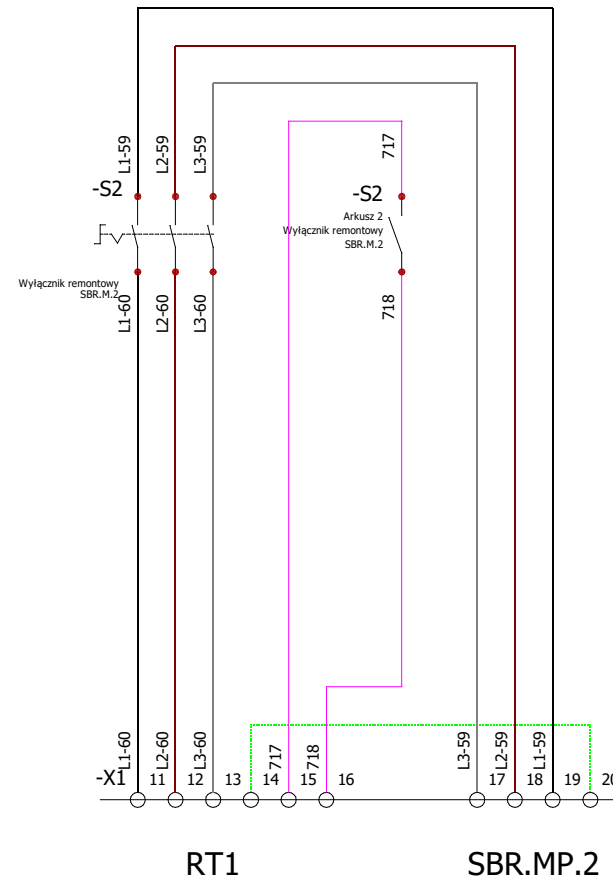 L1-59
L2-59
L3-59
717
-S2
-S2
Arkusz 2
Wyłącznik remontowy
SBR.M.2
Wyłącznik remontowy
SBR.M.2
L1-60
L2-60
L3-60
718
L1-60
L2-60
L3-60
717
718
L3-59
L2-59
L1-59
-X1 11 12 13 14 15 16 17 18 19 20
RT1 SBR.MP.2